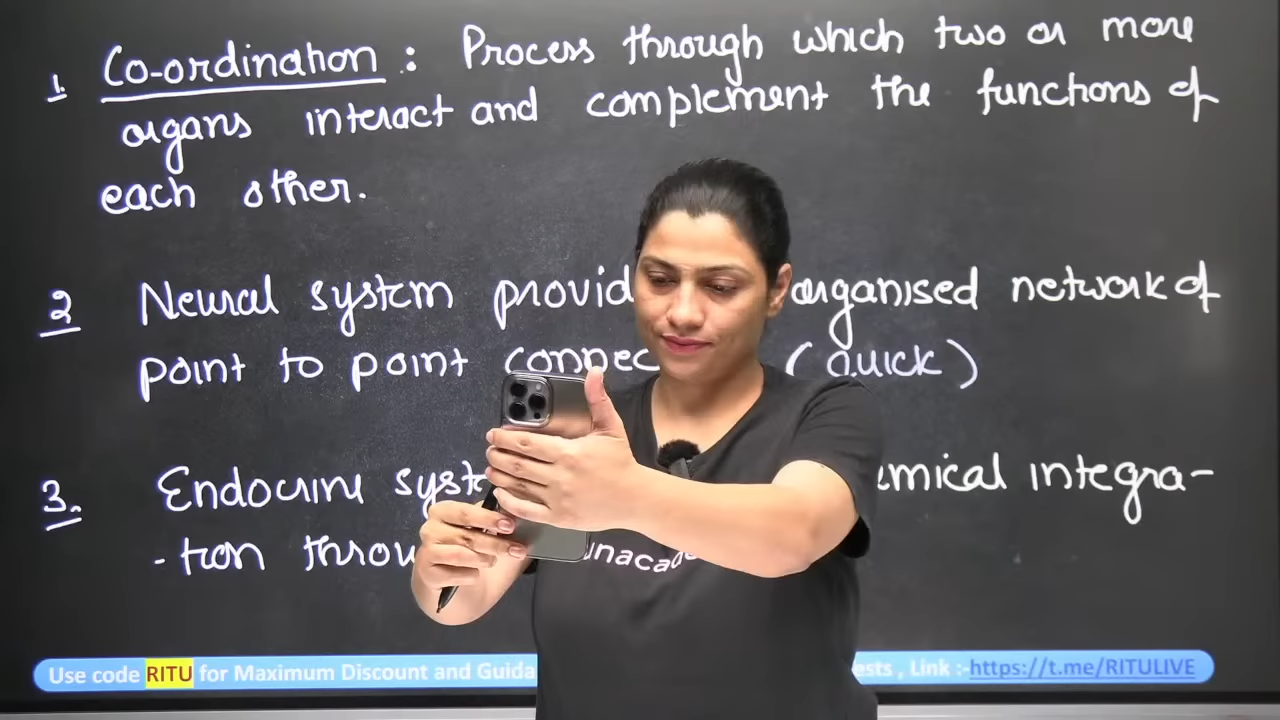 1. Co-ordination : Process through which two or more
organs interact and complement the functions of
each other.
2 Neural system provid organised network of
point to point connec (quick)
3. Endocrine syst emical integra-
-tion throu
unacad
Use code RITU for Maximum Discount and Guida ests , Link :-https://t.me/RITULIVE